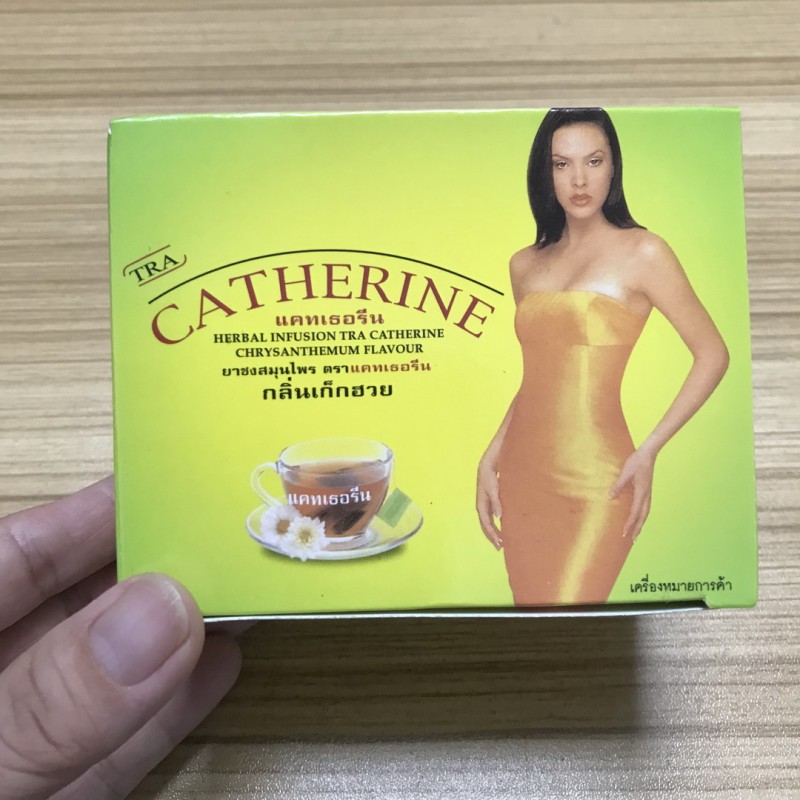 TRA
CATHERINE
แคทเธอรีน
HERBAL INFUSION TRA CATHERINE
CHRYSANTHEMUM FLAVOUR
ยาชงสมุนไพร ตราแคทเธอรีน
กลิ่นเก็กฮวย
แคทเธอรีน
เครื่องหมายการค้า